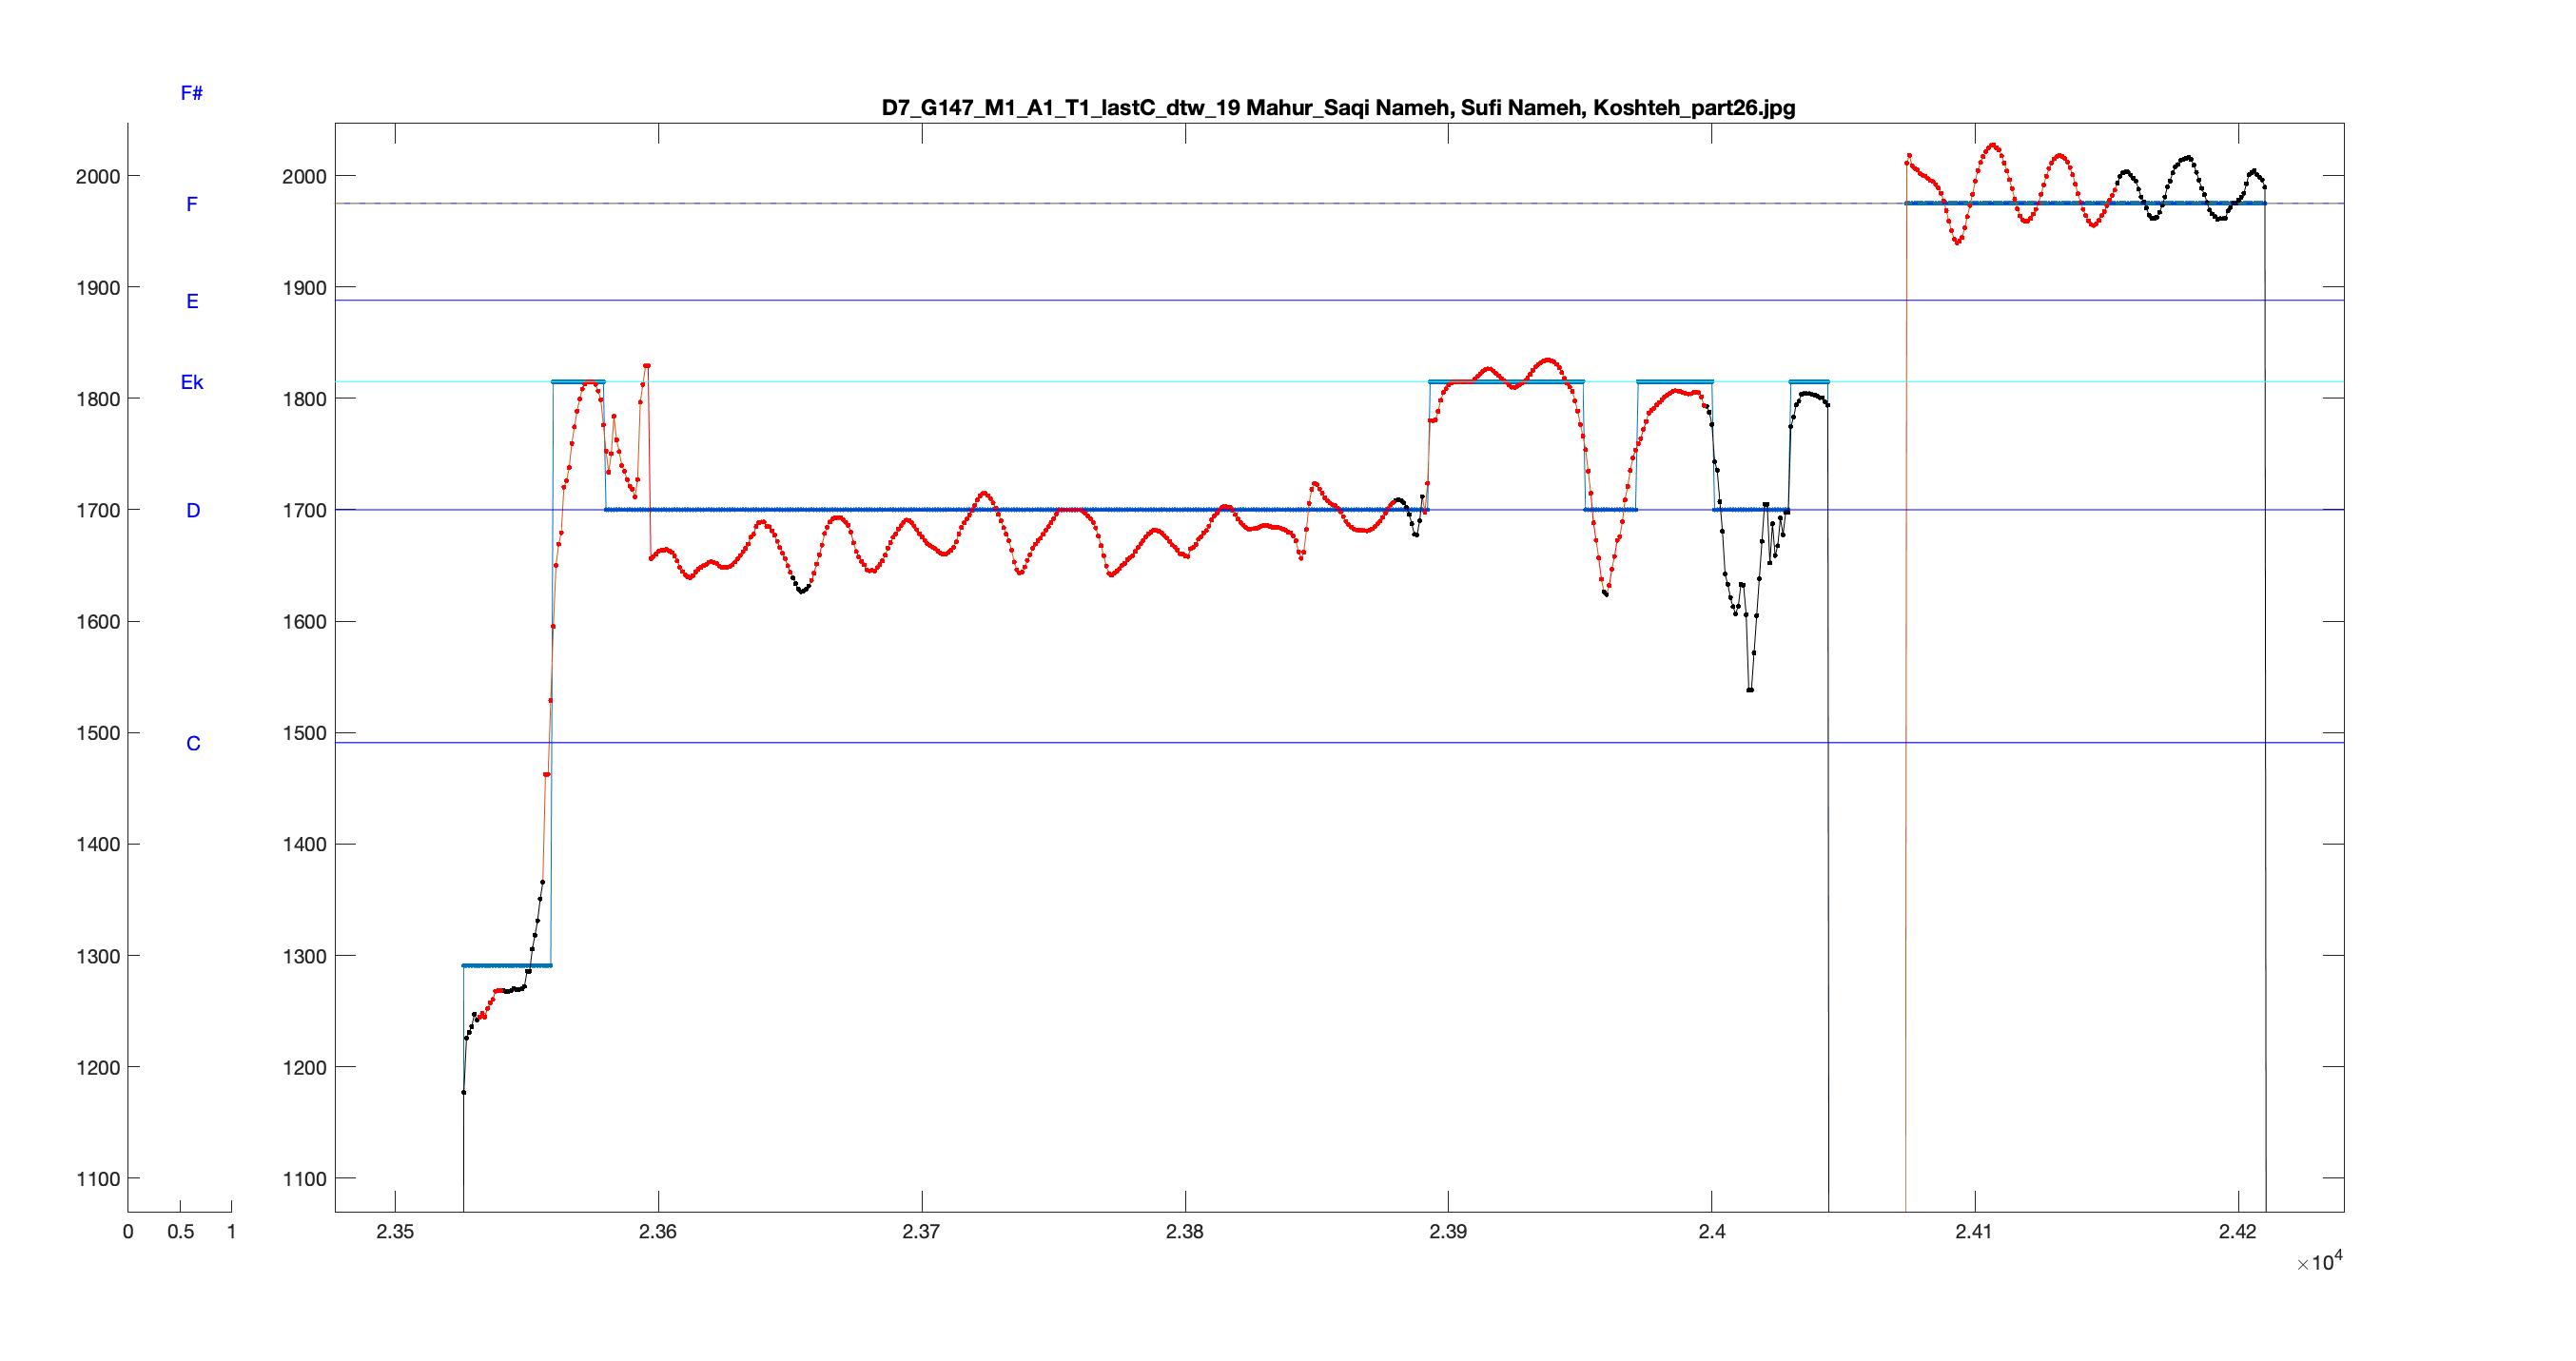 F#
D7_G147_M1_A1_T1_lastC_dtw_19 Mahur_Saqi Nameh, Sufi Nameh, Koshteh_part26.jpg
2000 2000
F
1900 1900
E
Ek
1800 1800
D
1700 1700
1600 1600
1500 1500
C
1400 1400
1300 1300
1200 1200
1100 1100
0 0.5 1 2.35 2.36 2.37 2.38 2.39 2.4 2.41 2.42
×10^4